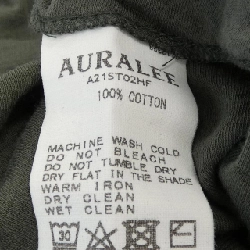 AURALEE
A21ST02HF
100% COTTON
MACHINE WASH COLD
DO NOT BLEACH
DO NOT TUMBLE DRY
DRY FLAT IN THE SHADE
WARM IRON
DRY CLEAN
WET CLEAN
30